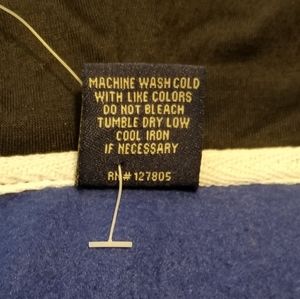 MACHINE WASH COLD
WITH LIKE COLORS
DO NOT BLEACH
TUMBLE DRY LOW
COOL IRON
IF NECESSARY
RN# 127805